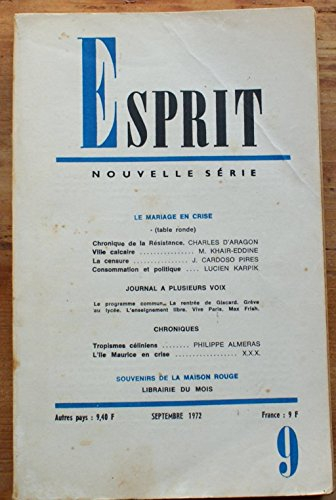 ESPRIT
NOUVELLE SÉRIE
LE MARIAGE EN CRISE
- (table ronde)
Chronique de la Résistance. CHARLES D'ARAGON
Ville calcaire .... M. KHAIR-EDDINE
La censure .............. J. CARDOSO PIRES
Consommation et politique .... LUCIEN KARPIK
JOURNAL A PLUSIEURS VOIX
Le programme commun. La rentrée de Giscard. Grève
au lycée. L'enseignement libre. Vive Paris. Max Frish.
CHRONIQUES
Tropismes céliniens ........ PHILIPPE ALMERAS
L'île Maurice en crise ................... X.X.X.
SOUVENIRS DE LA MAISON ROUGE
LIBRAIRIE DU MOIS
Autres pays : 9,40 F SEPTEMBRE 1972 France : 9 F
9